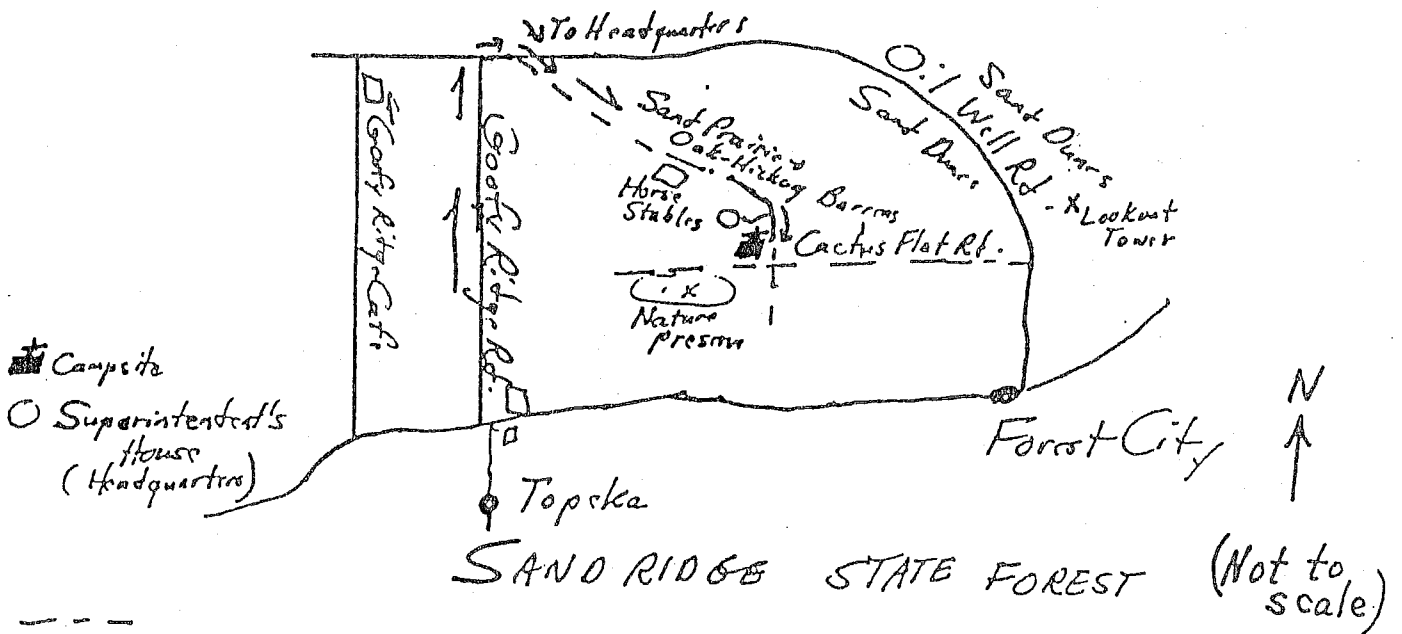 To Headquarters
Sand Dunes
Oil Well Rd.
Sand Dunes
Sand Prairies
Oak-Hickory Barrens
Horse
Stables
x Lookout
Tower
Cactus Flat Rd.
Goofy Ridge Cafe
Goofy Ridge Rd.
x
Nature
preserve
Campsite
Superintendent's
House
(Headquarters)
Forest City
N
Topeka
SAND RIDGE STATE FOREST
(Not to
scale)